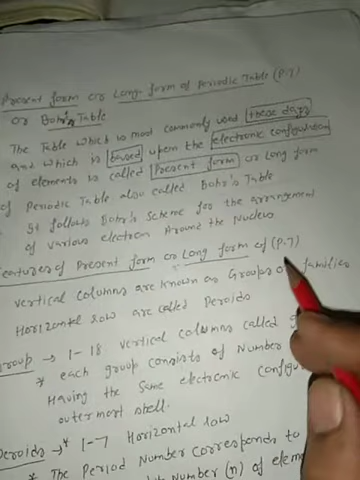 Present form or Long form of Periodic Table (P.T)
or Bohr's Table
The Table which is most commonly used these days
and which is based upon the electronic configuration
of elements is called Present form or Long form
of Periodic Table also called Bohr's Table
It follows Bohr's Scheme for the arrangement
of various electron Around the Nucleus
Features of Present form or Long form of (P.T)
Vertical columns are known as Groups or families
Horizontal row are called Peroids
Group → 1-18 vertical columns called
* each group consists of Number
Having the Same electronic
outermost shell.
Peroids → * 1-7 Horizontal row
* The Period Number corresponds to
Number (n) of